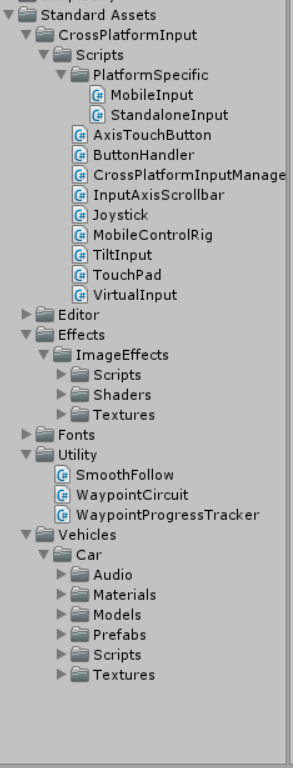 Standard Assets
CrossPlatformInput
Scripts
PlatformSpecific
MobileInput
StandaloneInput
AxisTouchButton
ButtonHandler
CrossPlatformInputManage
InputAxisScrollbar
Joystick
MobileControlRig
TiltInput
TouchPad
VirtualInput
Editor
Effects
ImageEffects
Scripts
Shaders
Textures
Fonts
Utility
SmoothFollow
WaypointCircuit
WaypointProgressTracker
Vehicles
Car
Audio
Materials
Models
Prefabs
Scripts
Textures